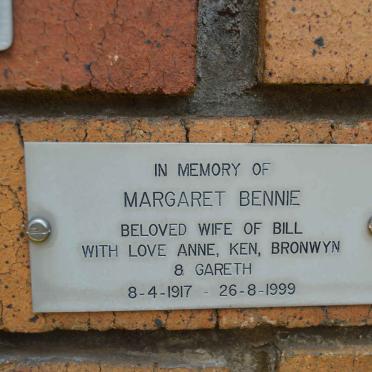 IN MEMORY OF
MARGARET BENNIE
BELOVED WIFE OF BILL
WITH LOVE ANNE, KEN, BRONWYN
& GARETH
8-4-1917 - 26-8-1999